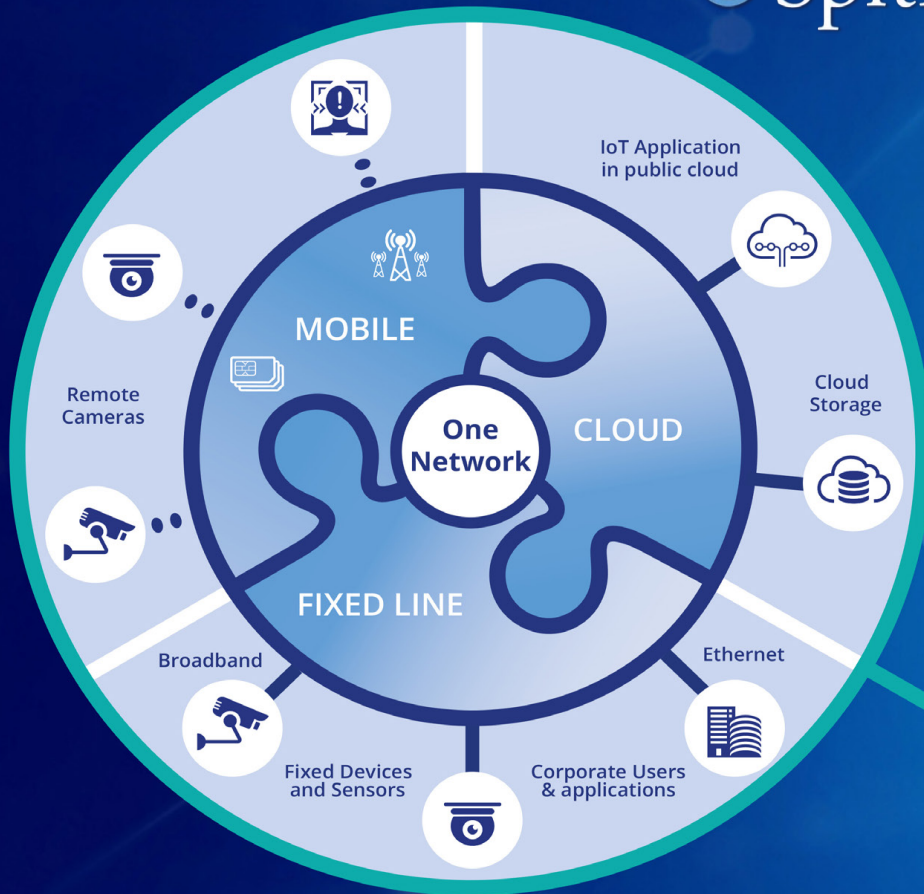 IoT Application
in public cloud
MOBILE
Remote
Cameras
Cloud
Storage
One
Network
CLOUD
FIXED LINE
Broadband
Ethernet
Fixed Devices
and Sensors
Corporate Users
& applications